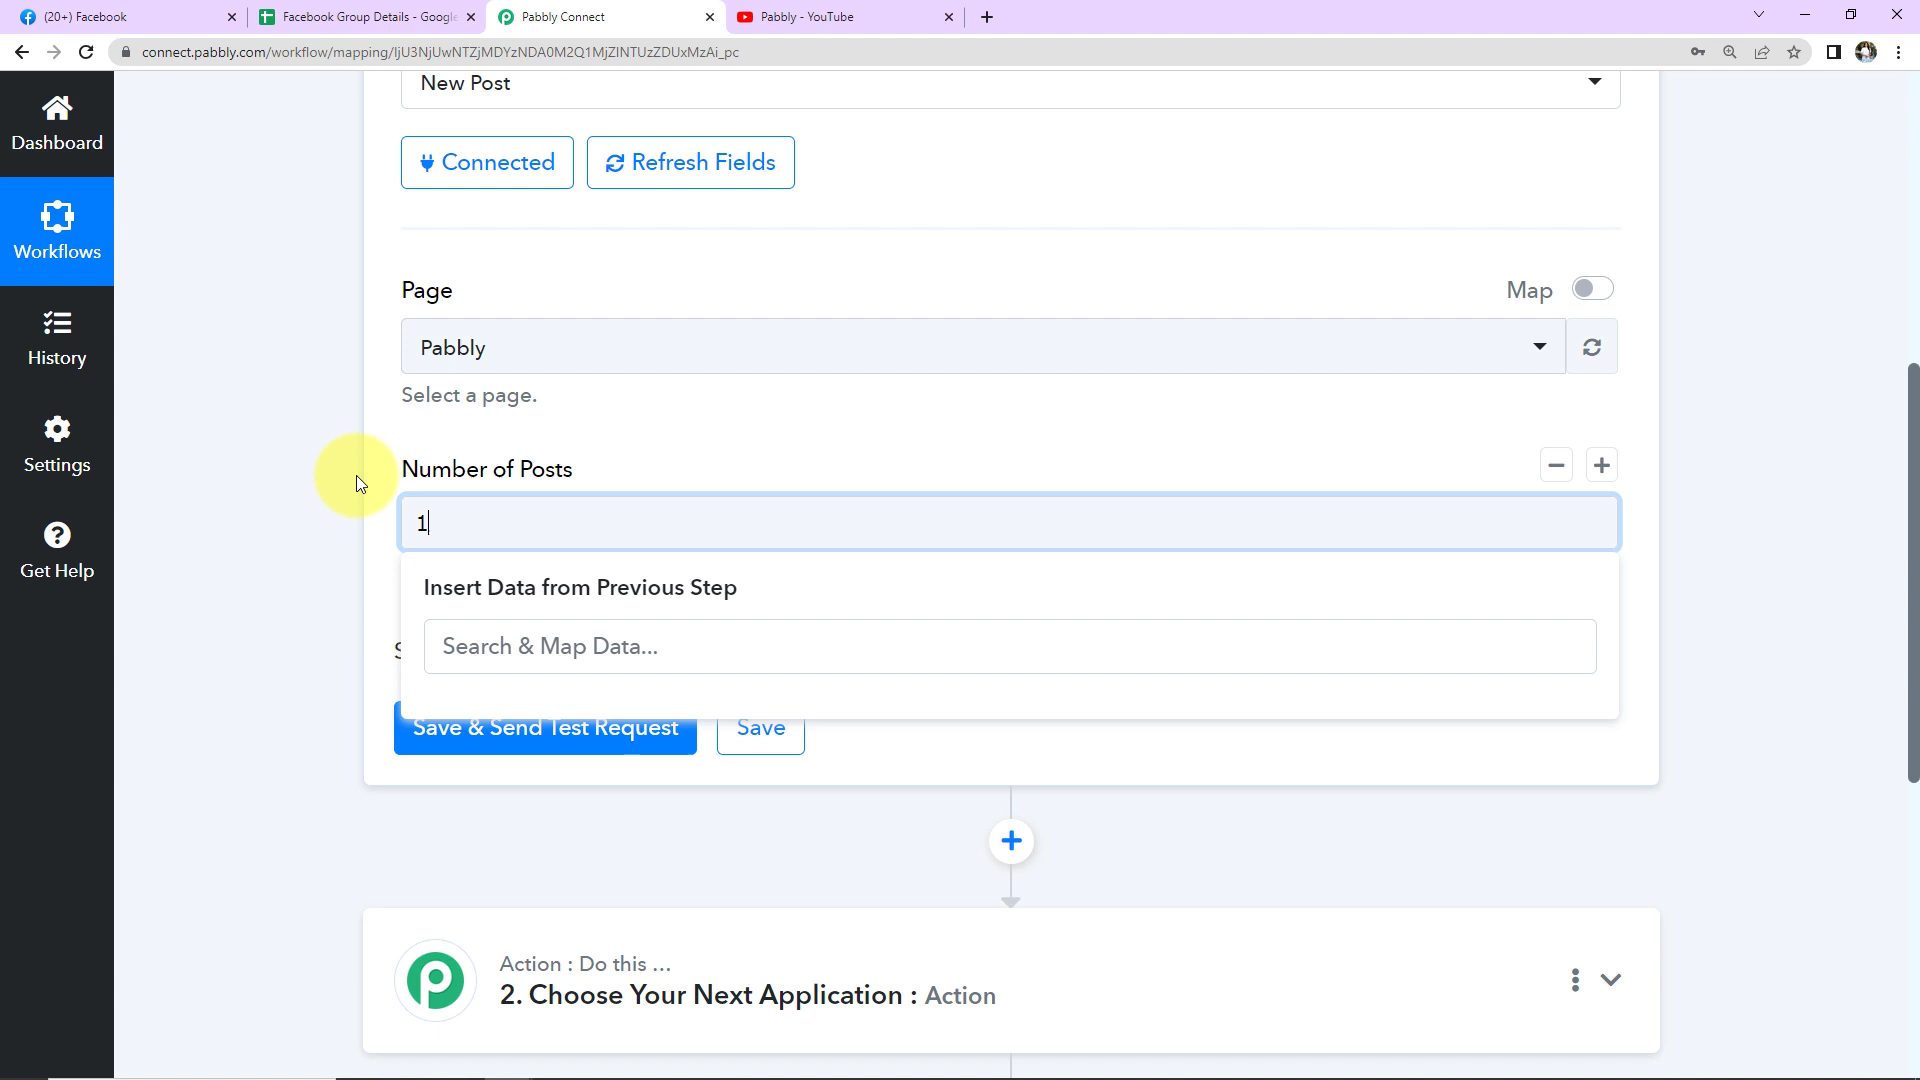 (20+) Facebook
Facebook Group Details - Google
Pabbly Connect
Pabbly - YouTube
connect.pabbly.com/workflow/mapping/IjU3NjUwNTZjMDYzNDA0M2Q1MjZlNTUzZDUxMzAi_pc
New Post
Dashboard
Connected
Refresh Fields
Workflows
Page
Map
Pabbly
History
Select a page.
Number of Posts
Settings
1
Get Help
Insert Data from Previous Step
Search & Map Data...
S
Save & Send Test Request
Save
Action : Do this ...
2. Choose Your Next Application : Action